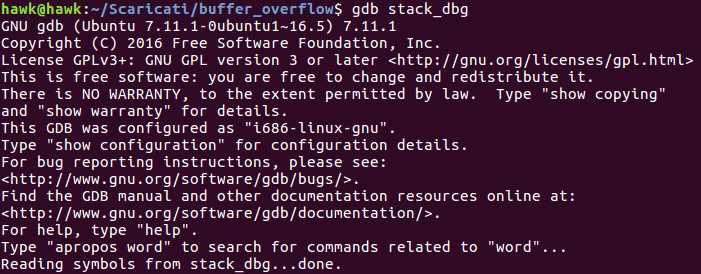 hawk@hawk:~/Scaricati/buffer_overflow$ gdb stack_dbg
GNU gdb (Ubuntu 7.11.1-0ubuntu1~16.5) 7.11.1
Copyright (C) 2016 Free Software Foundation, Inc.
License GPLv3+: GNU GPL version 3 or later <http://gnu.org/licenses/gpl.html>
This is free software: you are free to change and redistribute it.
There is NO WARRANTY, to the extent permitted by law.  Type "show copying"
and "show warranty" for details.
This GDB was configured as "i686-linux-gnu".
Type "show configuration" for configuration details.
For bug reporting instructions, please see:
<http://www.gnu.org/software/gdb/bugs/>.
Find the GDB manual and other documentation resources online at:
<http://www.gnu.org/software/gdb/documentation/>.
For help, type "help".
Type "apropos word" to search for commands related to "word"...
Reading symbols from stack_dbg...done.